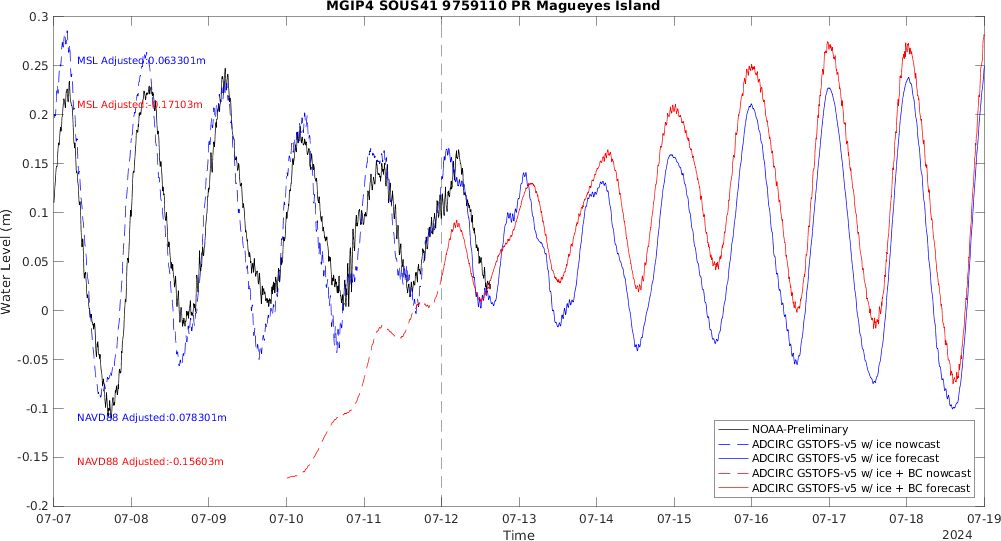 MGIP4 SOUS41 9759110 PR Magueyes Island
0.3
0.25
0.2
0.15
0.1
0.05
0
-0.05
-0.1
-0.15
-0.2
Water Level (m)
MSL Adjusted:0.063301m
MSL Adjusted:-0.17103m
NAVD88 Adjusted:0.078301m
NAVD88 Adjusted:-0.15603m
NOAA-Preliminary
ADCIRC GSTOFS-v5 w/ ice nowcast
ADCIRC GSTOFS-v5 w/ ice forecast
ADCIRC GSTOFS-v5 w/ ice + BC nowcast
ADCIRC GSTOFS-v5 w/ ice + BC forecast
07-07 07-08 07-09 07-10 07-11 07-12 07-13 07-14 07-15 07-16 07-17 07-18 07-19
Time
2024